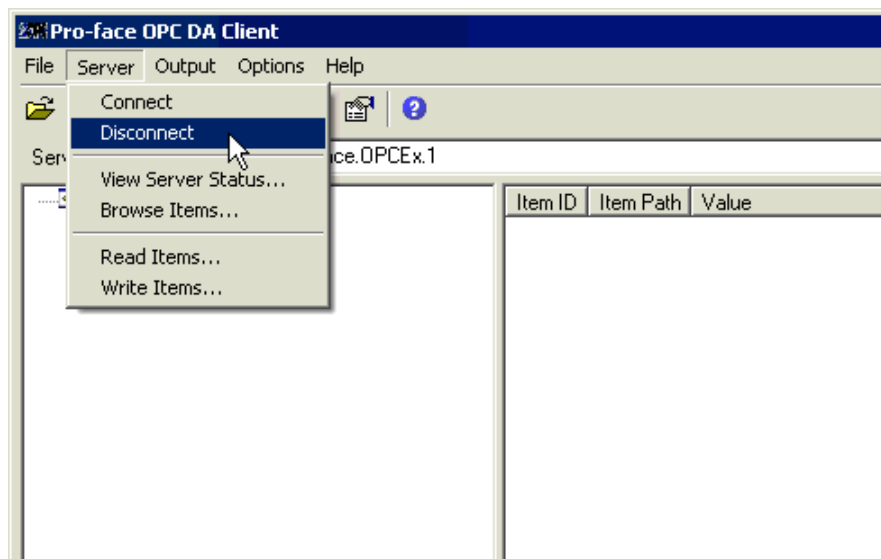 Pro-face OPC DA Client
File Server Output Options Help
Connect
Disconnect
ce.OPCEx.1
View Server Status...
Browse Items...
Item ID Item Path Value
Read Items...
Write Items...